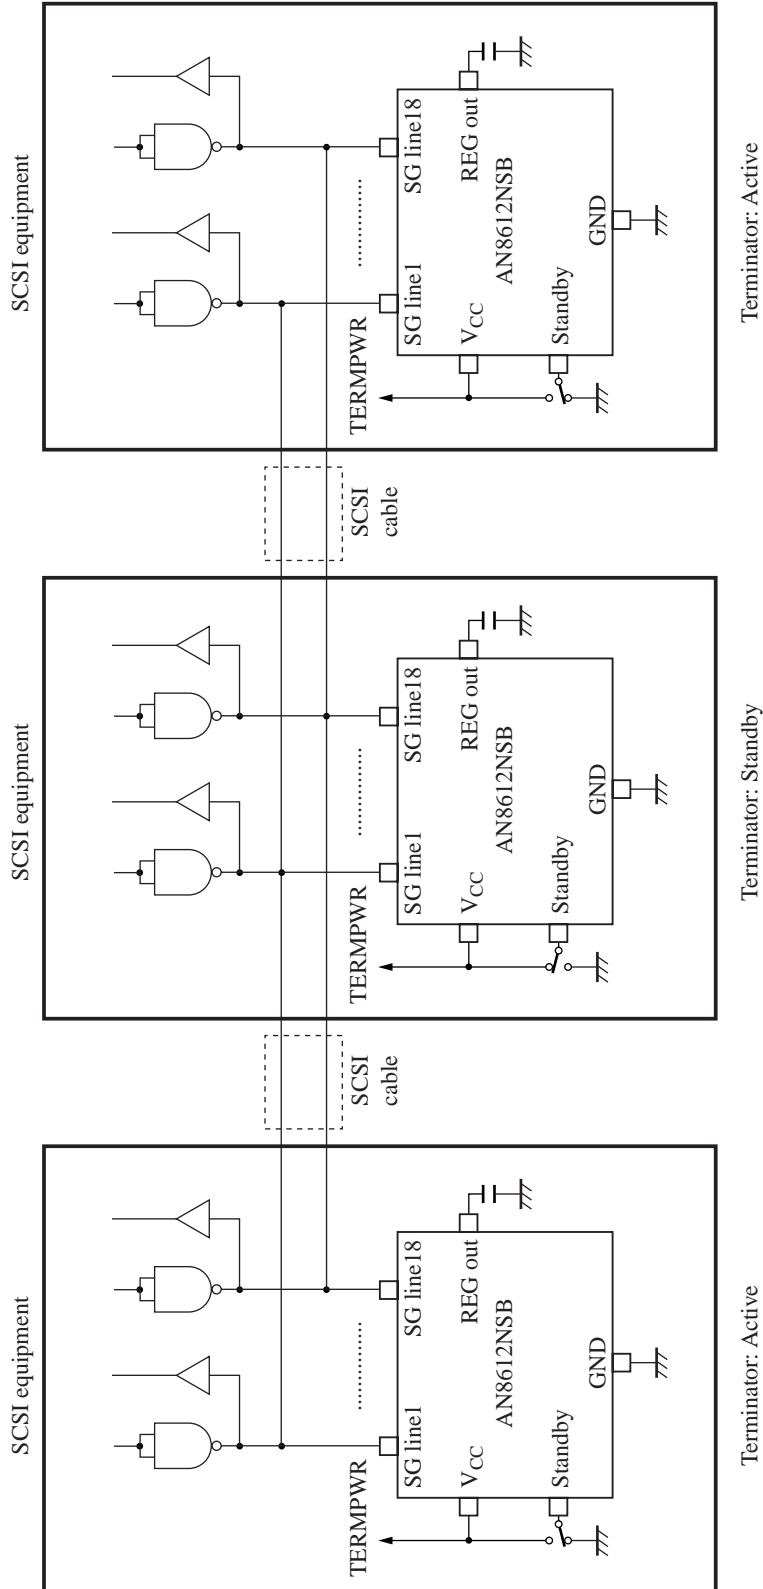 SCSI equipment
TERMPWR
SG line1
SG line18
VCC
REG out
AN8612NSB
Standby
GND
Terminator: Active
SCSI
cable
SCSI equipment
TERMPWR
SG line1
SG line18
VCC
REG out
AN8612NSB
Standby
GND
Terminator: Standby
SCSI
cable
SCSI equipment
TERMPWR
SG line1
SG line18
VCC
REG out
AN8612NSB
Standby
GND
Terminator: Active